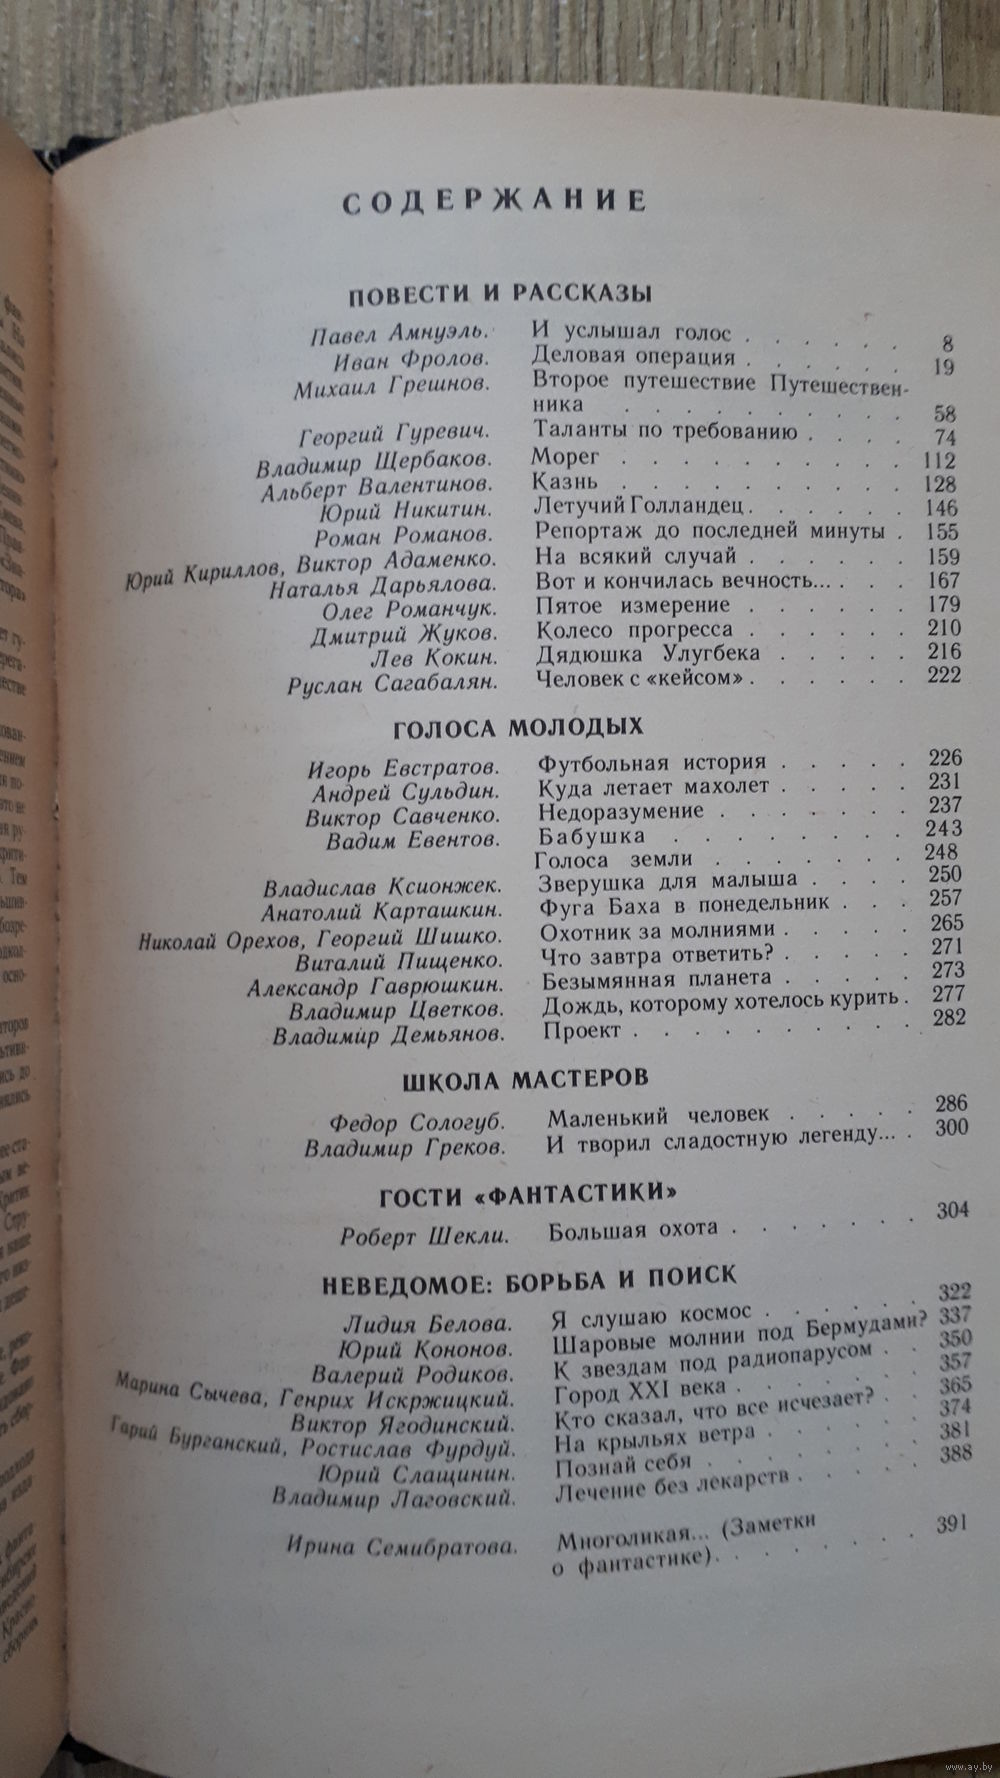 СОДЕРЖАНИЕ
ПОВЕСТИ И РАССКАЗЫ
Павел Амнуэль. И услышал голос . . . . . . 8
Иван Фролов. Деловая операция . . . . . . 19
Михаил Грешнов. Второе путешествие Путешествен-
ника . . . . . . . . . . 58
Георгий Гуревич. Таланты по требованию . . . . 74
Владимир Щербаков. Морег . . . . . . . . . . 112
Альберт Валентинов. Казнь . . . . . . . . . . 128
Юрий Никитин. Летучий Голландец . . . . . . 146
Роман Романов. Репортаж до последней минуты . 155
Юрий Кириллов, Виктор Адаменко. На всякий случай . . . . . . 159
Наталья Дарьялова. Вот и кончилась вечность... . . . 167
Олег Романчук. Пятое измерение . . . . . . 179
Дмитрий Жуков. Колесо прогресса . . . . . . 210
Лев Кокин. Дядюшка Улугбека . . . . . 216
Руслан Сагабалян. Человек с «кейсом» . . . . . . 222
ГОЛОСА МОЛОДЫХ
Игорь Евстратов. Футбольная история . . . . . 226
Андрей Сульдин. Куда летает махолет . . . . . 231
Виктор Савченко. Недоразумение . . . . . . . 237
Вадим Евентов. Бабушка . . . . . . . . 243
Голоса земли . . . . . . . 248
Владислав Ксионжек. Зверушка для малыша . . . . 250
Анатолий Карташкин. Фуга Баха в понедельник . . . 257
Николай Орехов, Георгий Шишко. Охотник за молниями . . . . . 265
Виталий Пищенко. Что завтра ответить? . . . . . 271
Александр Гаврюшкин. Безымянная планета . . . . . 273
Владимир Цветков. Дождь, которому хотелось курить . 277
Владимир Демьянов. Проект . . . . . . . . . . 282
ШКОЛА МАСТЕРОВ
Федор Сологуб. Маленький человек . . . . . 286
Владимир Греков. И творил сладостную легенду... . 300
ГОСТИ «ФАНТАСТИКИ»
Роберт Шекли. Большая охота . . . . . . . 304
НЕВЕДОМОЕ: БОРЬБА И ПОИСК
Лидия Белова. Я слушаю космос . . . . . . 322
Юрий Кононов. Шаровые молнии под Бермудами? 337
Валерий Родиков. К звездам под радиопарусом . . 350
Марина Сычева, Генрих Искржицкий. Город XXI века . . . . . . . 357
Виктор Ягодинский. Кто сказал, что все исчезает? . . 365
Гарий Бурганский, Ростислав Фурдуй. На крыльях ветра . . . . . . 374
Юрий Слащинин. Познай себя . . . . . . . . 381
Владимир Лаговский. Лечение без лекарств . . . . . 388
Ирина Семибратова. Многоликая... (Заметки
о фантастике) . . . . . . . 391
www.ay.by